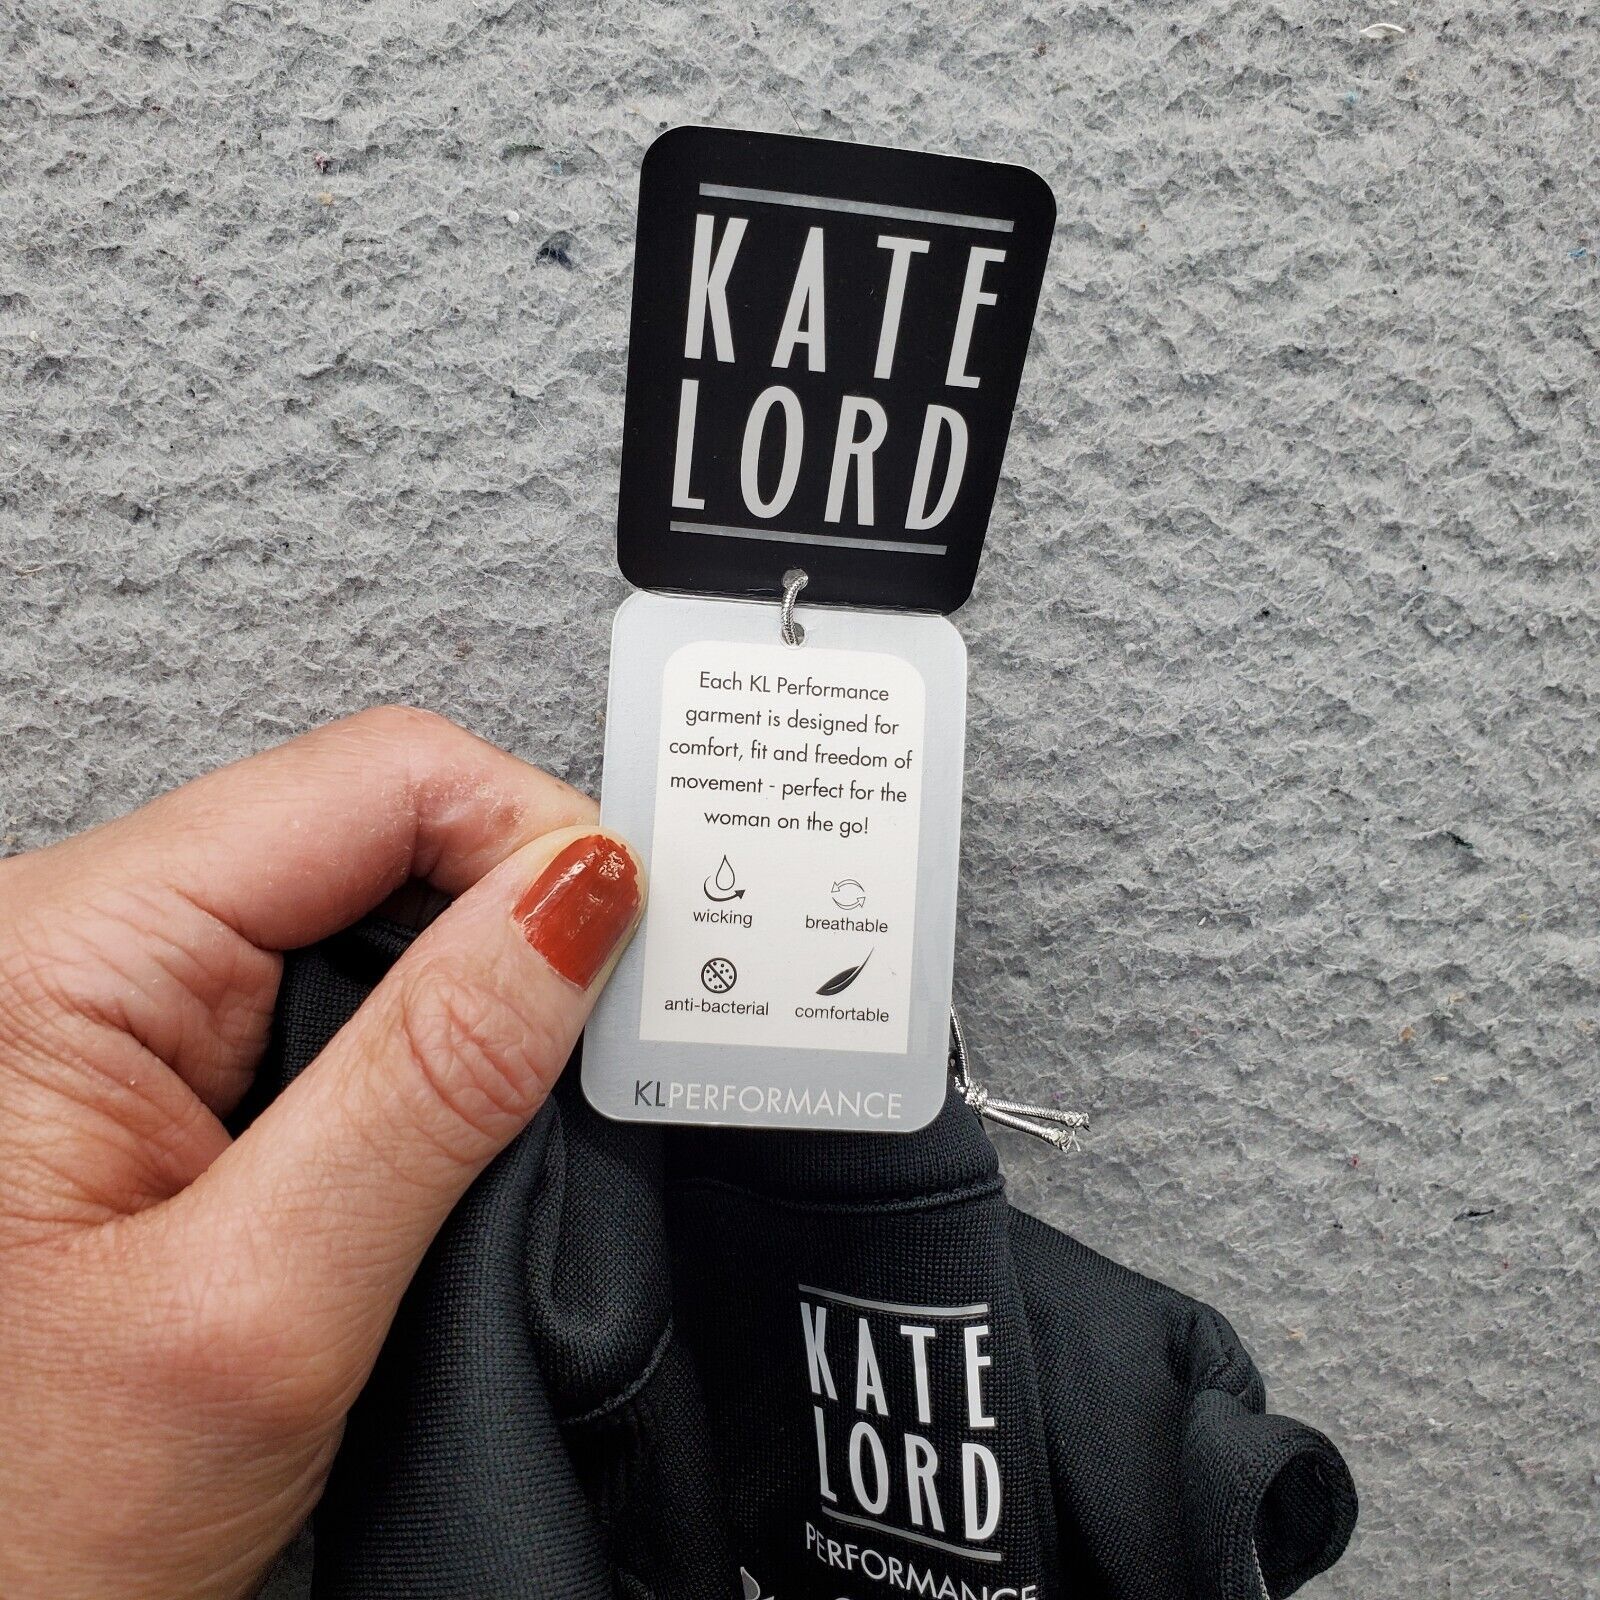 KATE
LORD
Each KL Performance
garment is designed for
comfort, fit and freedom of
movement - perfect for the
woman on the go!
wicking
breathable
anti-bacterial
comfortable
KLPERFORMANCE
KATE
LORD
PERFORMANCE